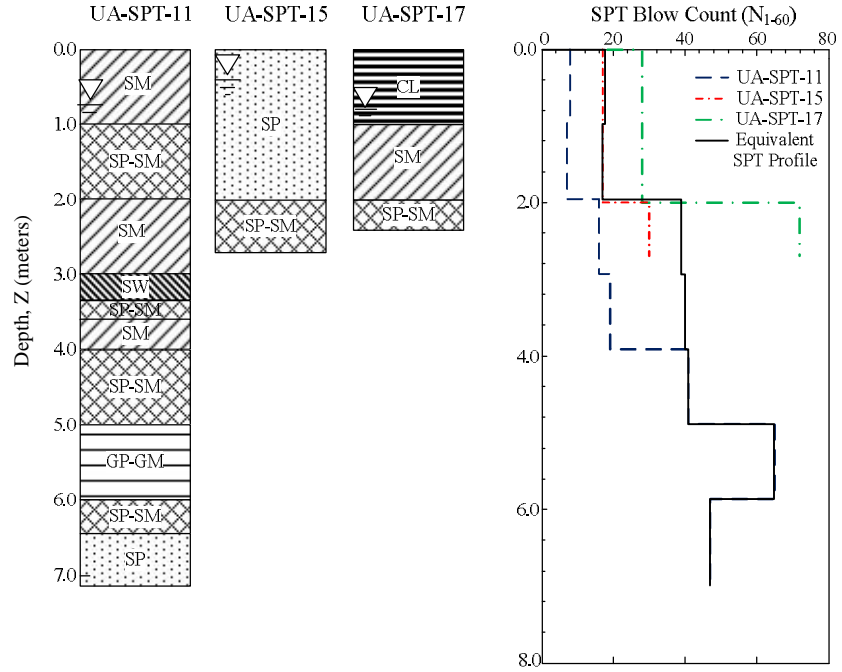 UA-SPT-11 UA-SPT-15 UA-SPT-17
Depth, Z (meters)
0.0
1.0
2.0
3.0
4.0
5.0
6.0
7.0
SM
SP-SM
SM
SW
SP-SM
SM
SP-SM
GP-GM
SP-SM
SP
SP
SP-SM
CL
SM
SP-SM
SPT Blow Count (N1-60)
0 20 40 60 80
0.0
2.0
4.0
6.0
8.0
UA-SPT-11
UA-SPT-15
UA-SPT-17
Equivalent
SPT Profile